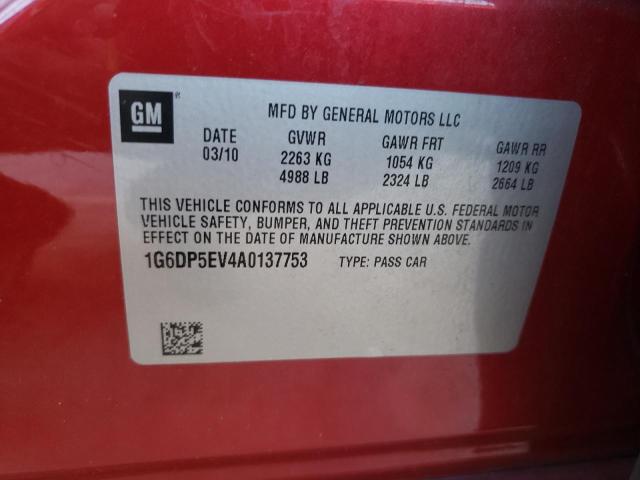 GM®
MFD BY GENERAL MOTORS LLC
DATE GVWR GAWR FRT GAWR RR
03/10 2263 KG 1054 KG 1209 KG
4988 LB 2324 LB 2664 LB
THIS VEHICLE CONFORMS TO ALL APPLICABLE U.S. FEDERAL MOTOR
VEHICLE SAFETY, BUMPER, AND THEFT PREVENTION STANDARDS IN
EFFECT ON THE DATE OF MANUFACTURE SHOWN ABOVE.
1G6DP5EV4A0137753 TYPE: PASS CAR